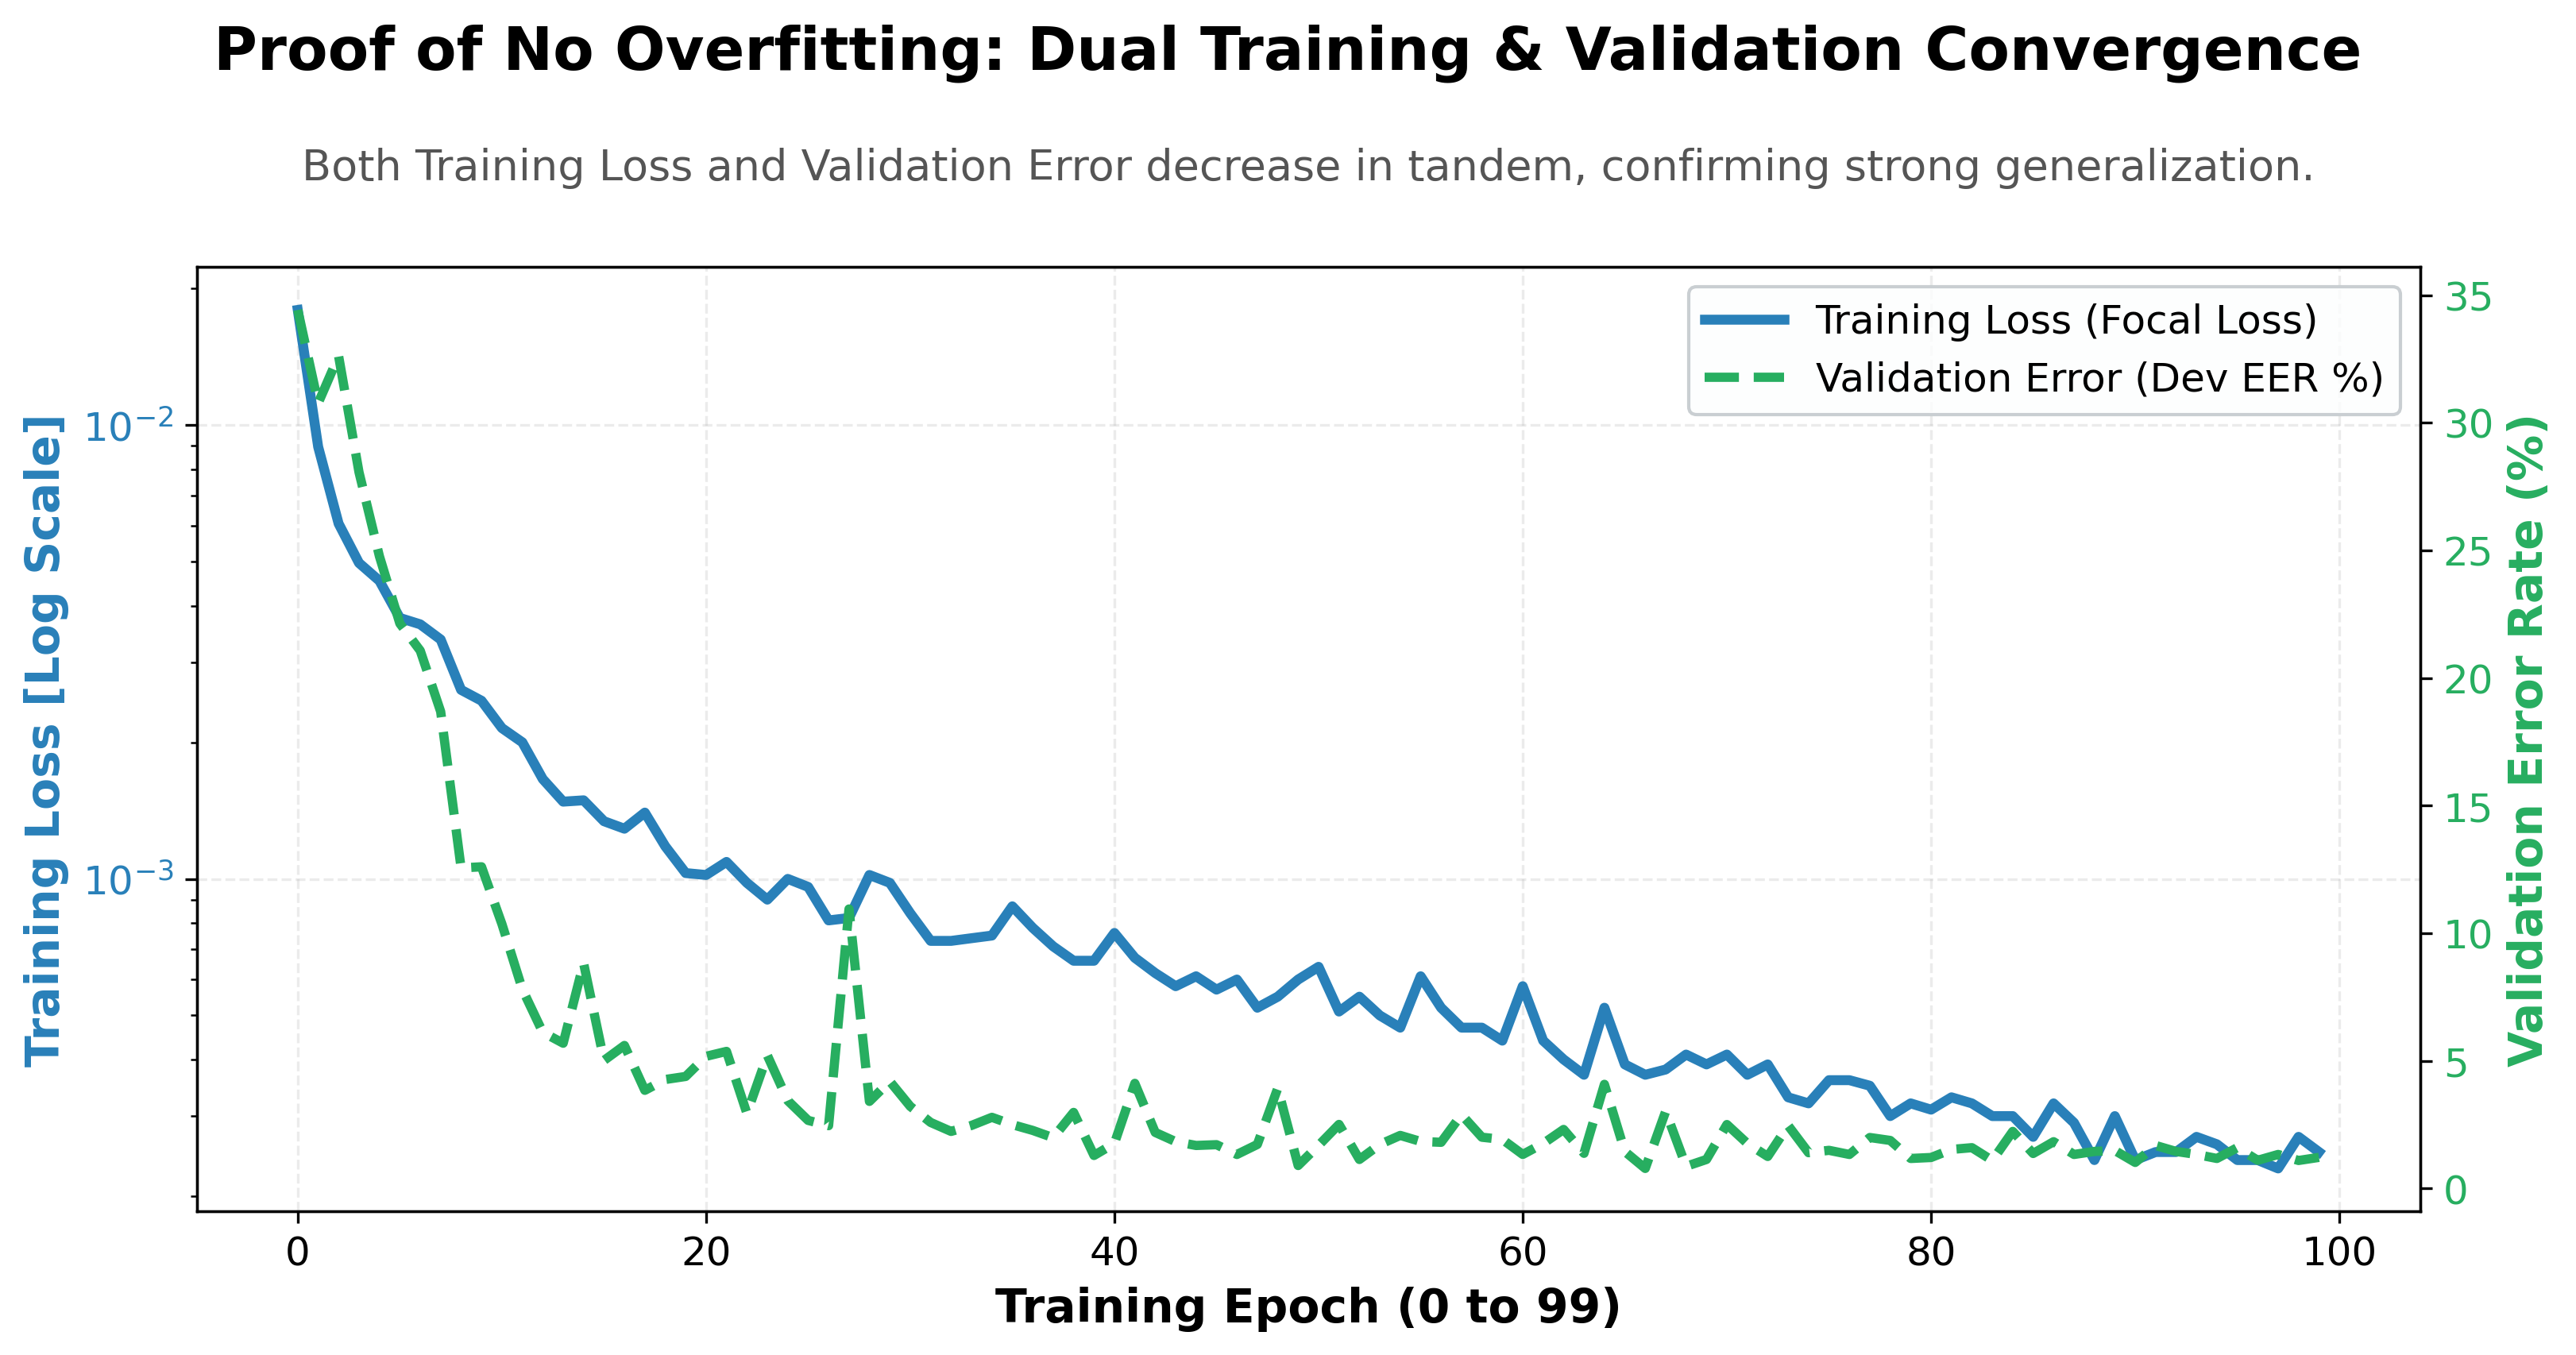 Proof of No Overfitting: Dual Training & Validation Convergence
Both Training Loss and Validation Error decrease in tandem, confirming strong generalization.
Training Loss (Focal Loss)
Validation Error (Dev EER %)
Training Loss [Log Scale]
10⁻²
10⁻³
35
30
25
20
15
10
5
0
Validation Error Rate (%)
0 20 40 60 80 100
Training Epoch (0 to 99)